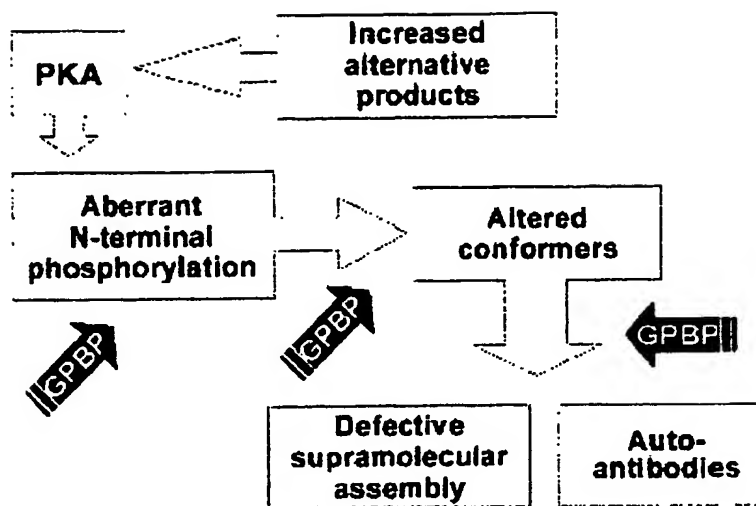 Increased
alternative
products
PKA
Aberrant
N-terminal
phosphorylation
Altered
conformers
GPBP
GPBP
GPBP
Defective
supramolecular
assembly
Auto-
antibodies